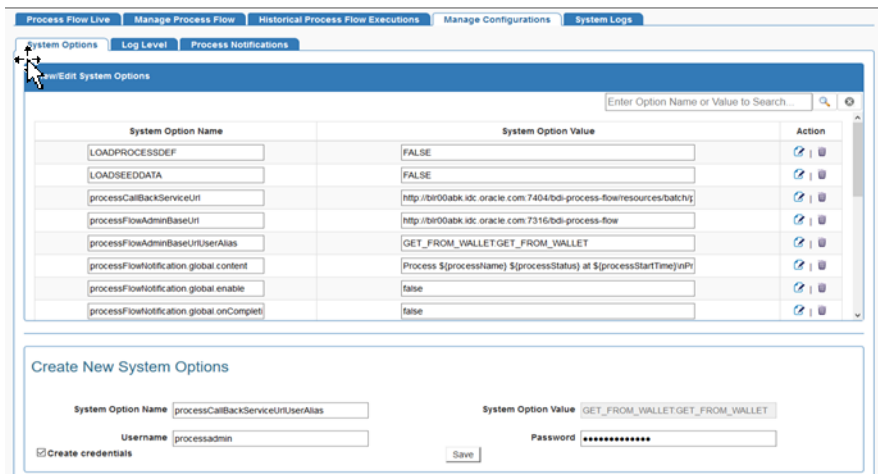 Process Flow Live Manage Process Flow Historical Process Flow Executions Manage Configurations System Logs
System Options Log Level Process Notifications
View/Edit System Options
Enter Option Name or Value to Search...
System Option Name System Option Value Action
LOADPROCESSDEF FALSE |
LOADSEEDDATA FALSE |
processCallBackServiceUrl http://blr00abk.idc.oracle.com:7404/bdi-process-flow/resources/batch/p |
processFlowAdminBaseUrl http://blr00abk.idc.oracle.com:7316/bdi-process-flow |
processFlowAdminBaseUrlUserAlias GET_FROM_WALLET:GET_FROM_WALLET |
processFlowNotification.global.content Process ${processName} ${processStatus} at ${processStartTime}\nPr |
processFlowNotification.global.enable false |
processFlowNotification.global.onCompleti false |
Create New System Options
System Option Name processCallBackServiceUrlUserAlias System Option Value GET_FROM_WALLET:GET_FROM_WALLET
Username processadmin Password •••••••••••••
Create credentials Save